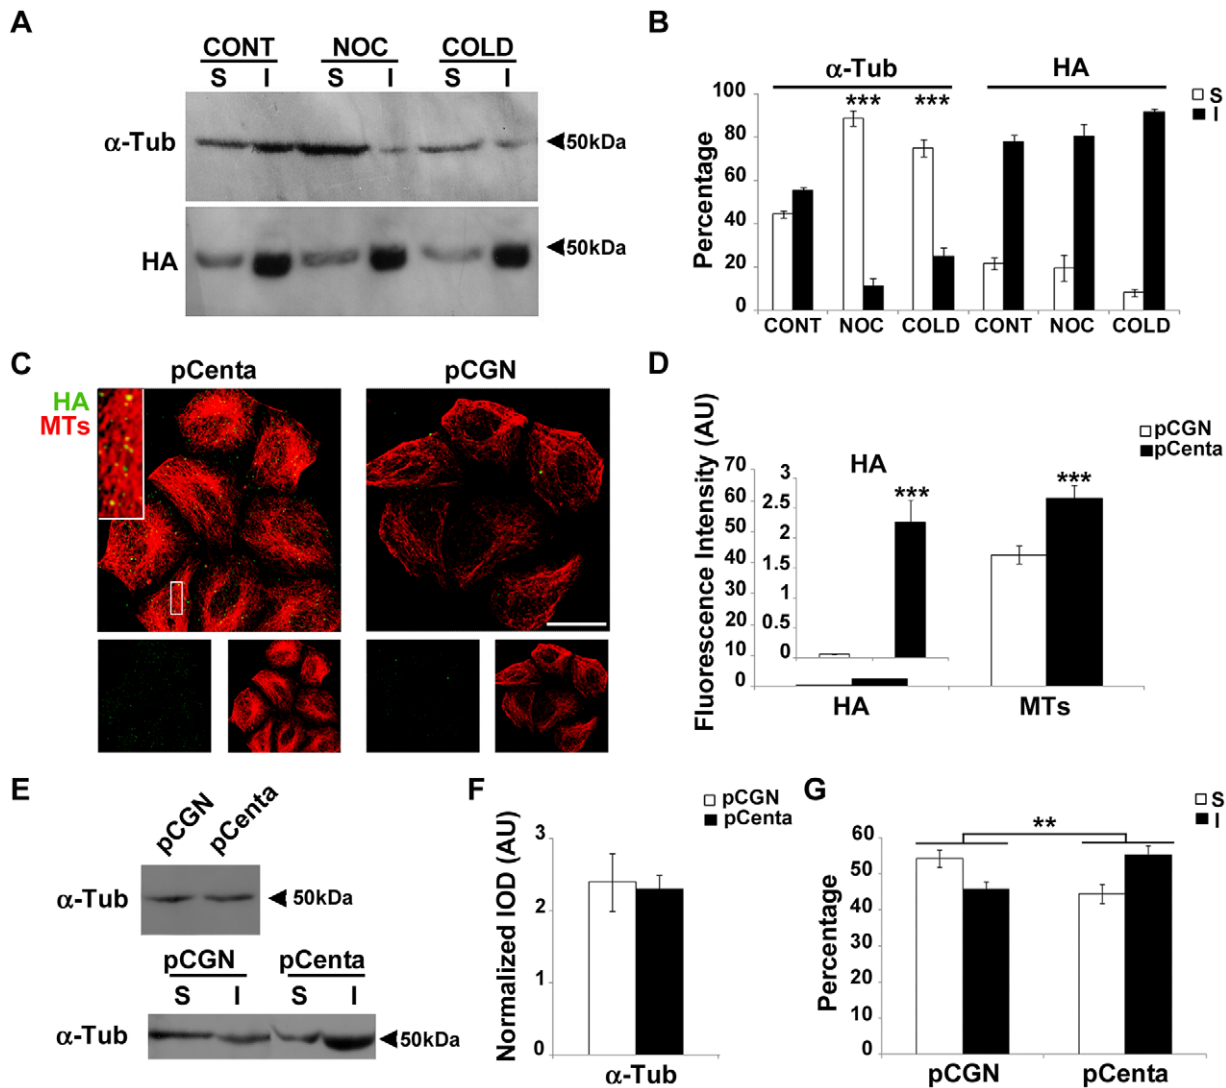 A
CONT NOC COLD
S I S I S I
α-Tub
50kDa
HA
50kDa
B
α-Tub HA
S
I
*** ***
Percentage
100
80
60
40
20
0
CONT NOC COLD CONT NOC COLD
C
pCenta pCGN
HA
MTs
D
pCGN
pCenta
Fluorescence Intensity (AU)
70
60
50
40
30
20
10
0
HA
3
2.5
2
1.5
1
0.5
0
***
***
HA MTs
E
pCGN pCenta
α-Tub
50kDa
pCGN pCenta
S I S I
α-Tub
50kDa
F
pCGN
pCenta
Normalized IOD (AU)
3
2
1
0
α-Tub
G
S
I
**
Percentage
60
50
40
30
20
10
0
pCGN pCenta